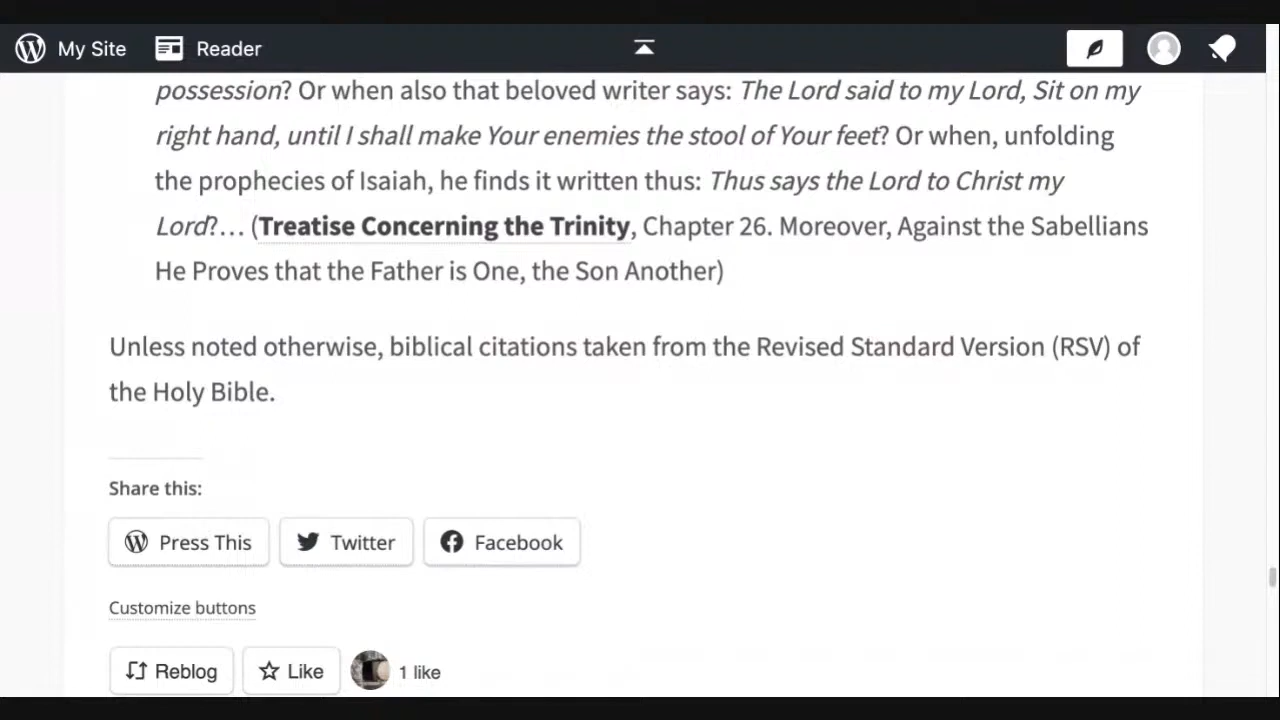 My Site Reader
possession? Or when also that beloved writer says: The Lord said to my Lord, Sit on my
right hand, until I shall make Your enemies the stool of Your feet? Or when, unfolding
the prophecies of Isaiah, he finds it written thus: Thus says the Lord to Christ my
Lord?… (Treatise Concerning the Trinity, Chapter 26. Moreover, Against the Sabellians
He Proves that the Father is One, the Son Another)
Unless noted otherwise, biblical citations taken from the Revised Standard Version (RSV) of
the Holy Bible.
Share this:
Press This Twitter Facebook
Customize buttons
Reblog Like 1 like